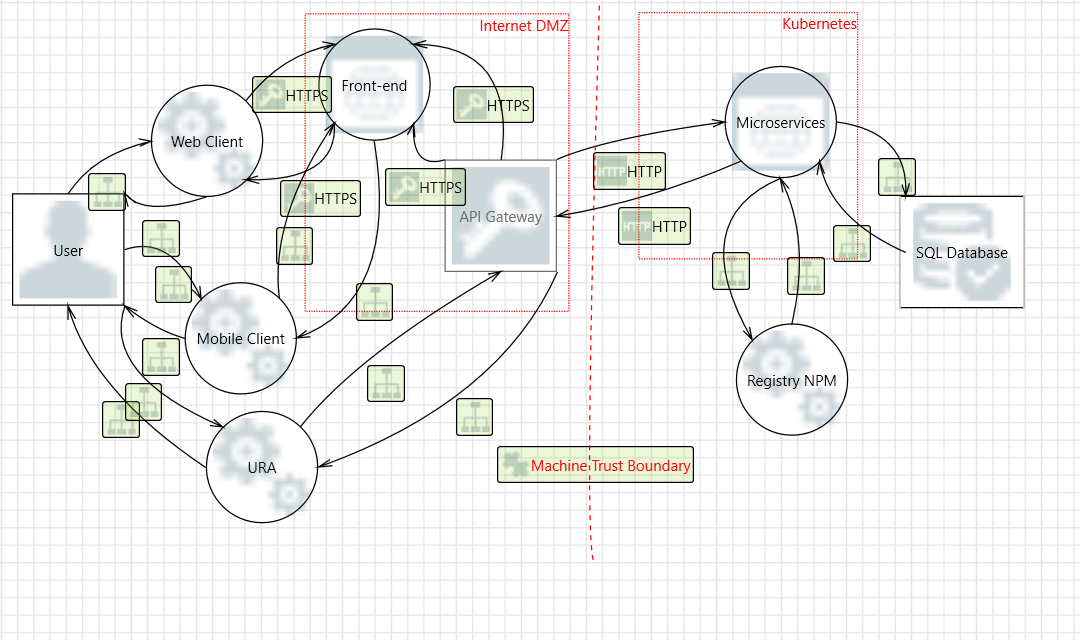 Internet DMZ
Kubernetes
Front-end
HTTPS
HTTPS
Microservices
Web Client
HTTP
HTTPS
HTTPS
API Gateway
HTTP
User
SQL Database
Mobile Client
Registry NPM
URA
Machine Trust Boundary